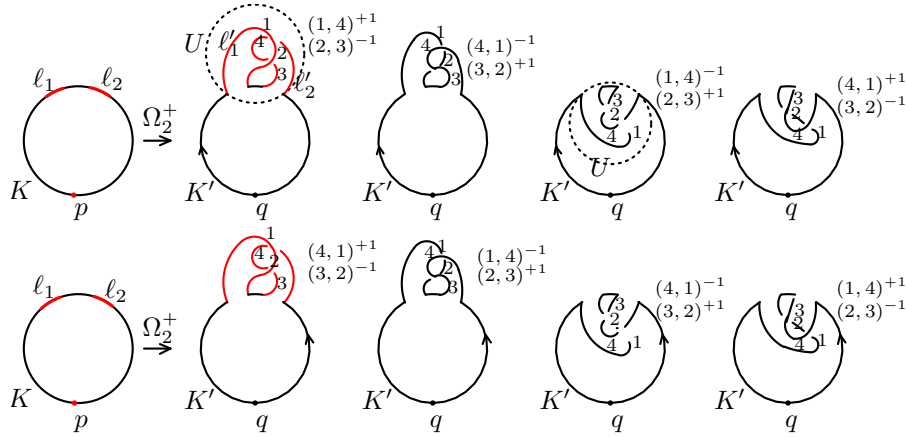 ℓ₁ ℓ₂
K
p
Ω₂⁺
U ℓ′₁ 1 4 2 3 ℓ′₂
(1, 4)⁺¹
(2, 3)⁻¹
K′
q
4 1 2 3
(4, 1)⁻¹
(3, 2)⁺¹
K′
q
3 2 4 1
(1, 4)⁻¹
(2, 3)⁺¹
U
K′
q
3 2 4 1
(4, 1)⁺¹
(3, 2)⁻¹
K′
q
ℓ₁ ℓ₂
K
p
Ω₂⁺
1 4 2 3
(4, 1)⁺¹
(3, 2)⁻¹
K′
q
4 1 2 3
(1, 4)⁻¹
(2, 3)⁺¹
K′
q
3 2 4 1
(4, 1)⁻¹
(3, 2)⁺¹
K′
q
3 2 4 1
(1, 4)⁺¹
(2, 3)⁻¹
K′
q